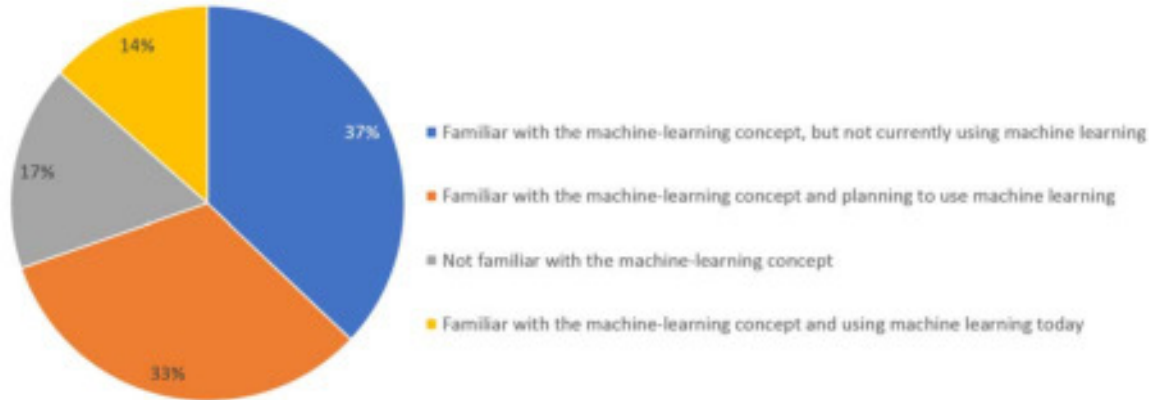 14%
37%
17%
33%
Familiar with the machine-learning concept, but not currently using machine learning
Familiar with the machine-learning concept and planning to use machine learning
Not familiar with the machine-learning concept
Familiar with the machine-learning concept and using machine learning today